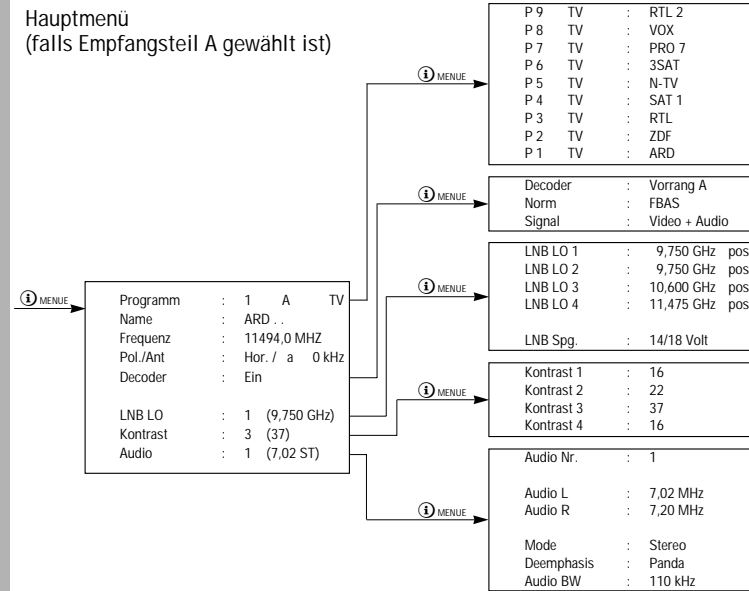 Hauptmenü
(falls Empfangsteil A gewählt ist)
i MENUE
P 9 TV : RTL 2
P 8 TV : VOX
P 7 TV : PRO 7
P 6 TV : 3SAT
P 5 TV : N-TV
P 4 TV : SAT 1
P 3 TV : RTL
P 2 TV : ZDF
P 1 TV : ARD
i MENUE
Decoder : Vorrang A
Norm : FBAS
Signal : Video + Audio
i MENUE
LNB LO 1 : 9,750 GHz pos
LNB LO 2 : 9,750 GHz pos
LNB LO 3 : 10,600 GHz pos
LNB LO 4 : 11,475 GHz pos
LNB Spg. : 14/18 Volt
i MENUE
Programm : 1 A TV
Name : ARD . .
Frequenz : 11494,0 MHZ
Pol./Ant : Hor. / a 0 kHz
Decoder : Ein
LNB LO : 1 (9,750 GHz)
Kontrast : 3 (37)
Audio : 1 (7,02 ST)
i MENUE
Kontrast 1 : 16
Kontrast 2 : 22
Kontrast 3 : 37
Kontrast 4 : 16
i MENUE
Audio Nr. : 1
Audio L : 7,02 MHz
Audio R : 7,20 MHz
Mode : Stereo
Deemphasis : Panda
Audio BW : 110 kHz